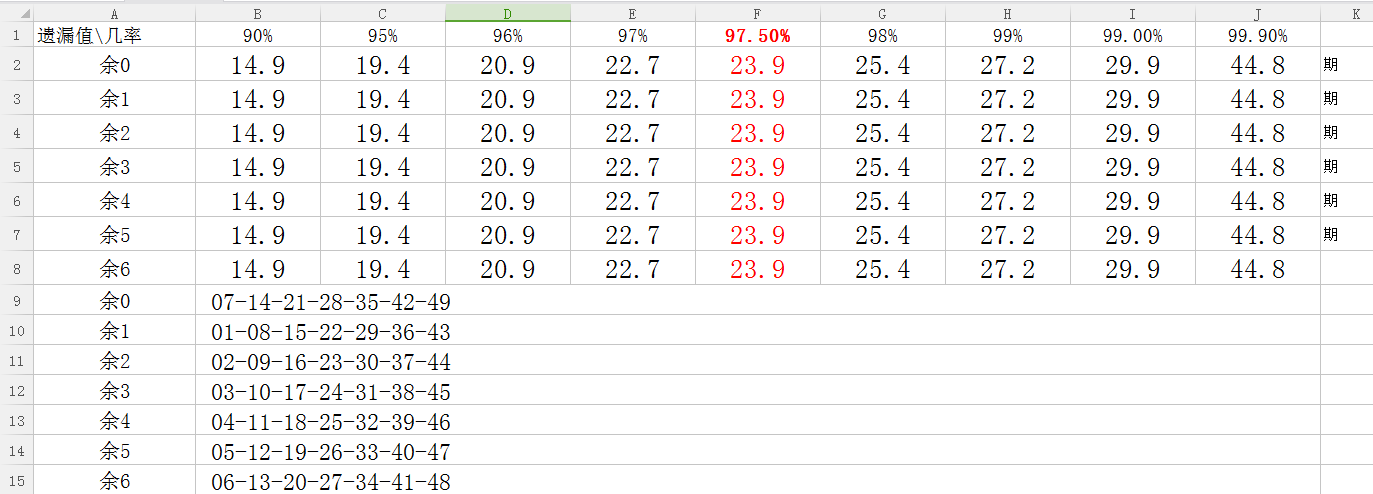 A B C D E F G H I J K
1 遗漏值\几率 90% 95% 96% 97% 97.50% 98% 99% 99.00% 99.90%
2 余0 14.9 19.4 20.9 22.7 23.9 25.4 27.2 29.9 44.8 期
3 余1 14.9 19.4 20.9 22.7 23.9 25.4 27.2 29.9 44.8 期
4 余2 14.9 19.4 20.9 22.7 23.9 25.4 27.2 29.9 44.8 期
5 余3 14.9 19.4 20.9 22.7 23.9 25.4 27.2 29.9 44.8 期
6 余4 14.9 19.4 20.9 22.7 23.9 25.4 27.2 29.9 44.8 期
7 余5 14.9 19.4 20.9 22.7 23.9 25.4 27.2 29.9 44.8 期
8 余6 14.9 19.4 20.9 22.7 23.9 25.4 27.2 29.9 44.8
9 余0 07-14-21-28-35-42-49
10 余1 01-08-15-22-29-36-43
11 余2 02-09-16-23-30-37-44
12 余3 03-10-17-24-31-38-45
13 余4 04-11-18-25-32-39-46
14 余5 05-12-19-26-33-40-47
15 余6 06-13-20-27-34-41-48